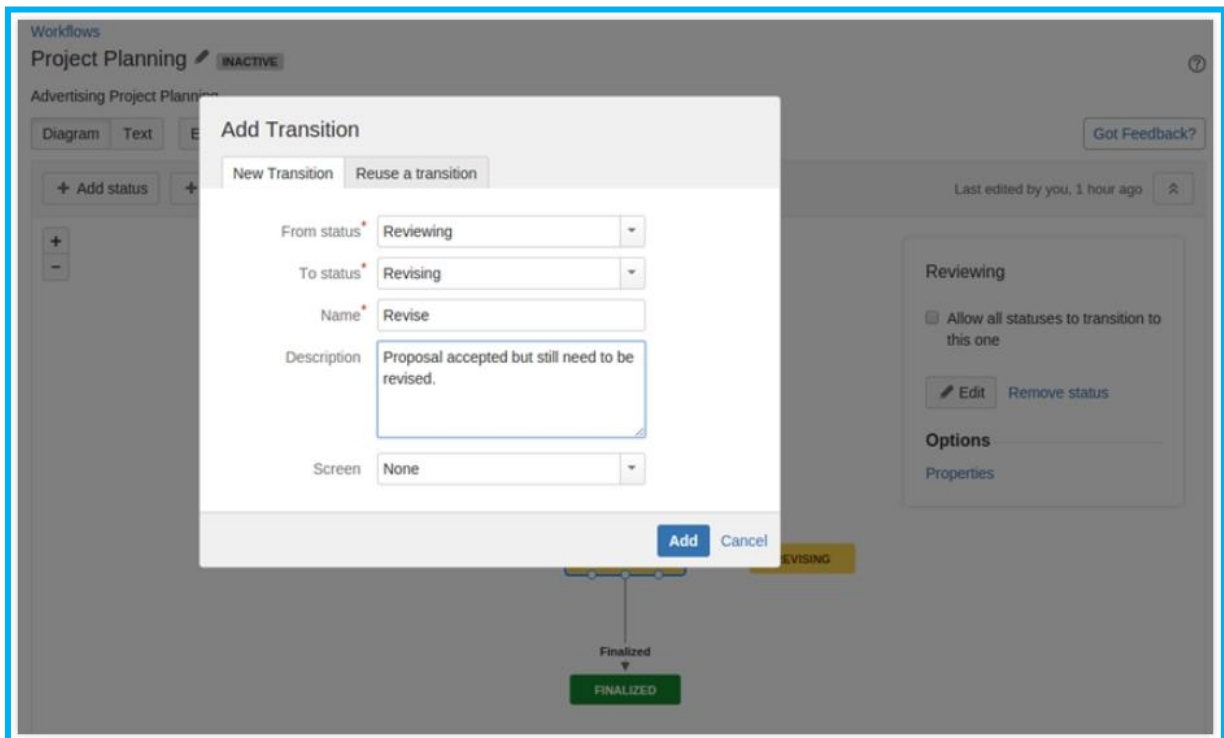 Workflows
Project Planning INACTIVE
Advertising Project Planning
Diagram Text E
Got Feedback?
+ Add status +
Last edited by you, 1 hour ago
+
−
Add Transition
New Transition Reuse a transition
From status* Reviewing
To status* Revising
Name* Revise
Description Proposal accepted but still need to be
revised.
Screen None
Add Cancel
Reviewing
Allow all statuses to transition to
this one
Edit Remove status
Options
Properties
EVISING
Finalized
FINALIZED